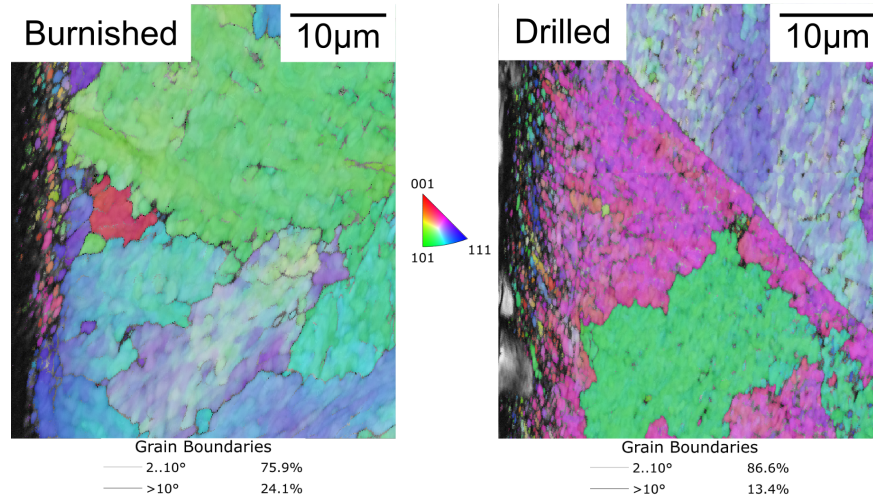 Burnished
10µm
Drilled
10µm
001
101
111
Grain Boundaries
2..10° 75.9%
>10° 24.1%
Grain Boundaries
2..10° 86.6%
>10° 13.4%